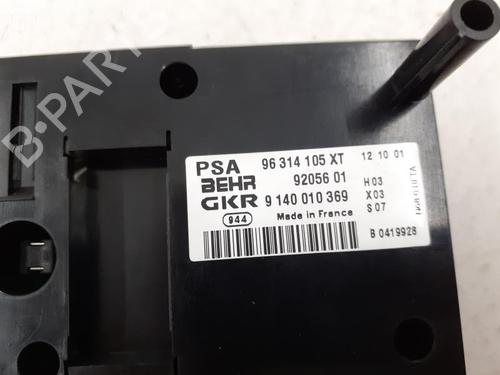 B-PARTS
PSA 96 314 105 XT 12 10 01
BEHR 92056 01 H 03
GKR 9 140 010 369 X 03
944 Made in France S 07
B 0419928